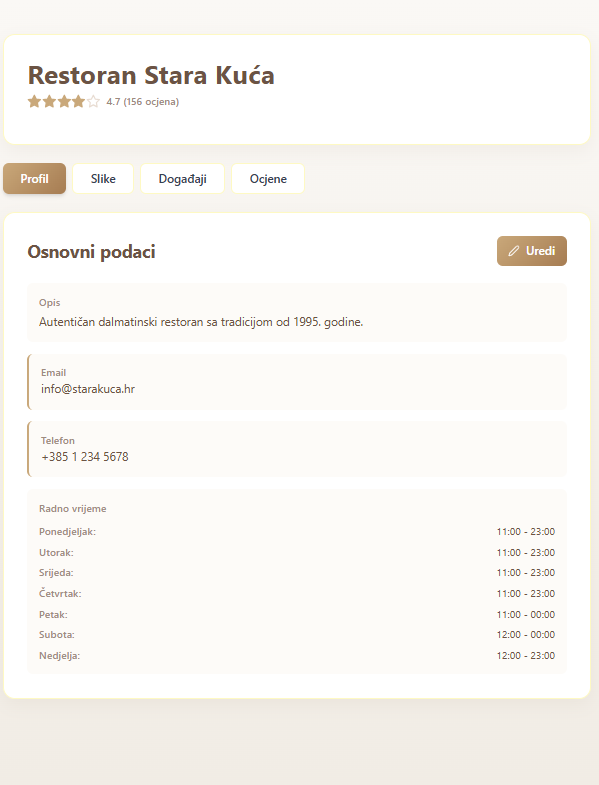 Restoran Stara Kuća
4.7 (156 ocjena)
Profil
Slike
Događaji
Ocjene
Osnovni podaci
Uredi
Opis
Autentičan dalmatinski restoran sa tradicijom od 1995. godine.
Email
info@starakuca.hr
Telefon
+385 1 234 5678
Radno vrijeme
Ponedjeljak: 11:00 - 23:00
Utorak: 11:00 - 23:00
Srijeda: 11:00 - 23:00
Četvrtak: 11:00 - 23:00
Petak: 11:00 - 00:00
Subota: 12:00 - 00:00
Nedjelja: 12:00 - 23:00